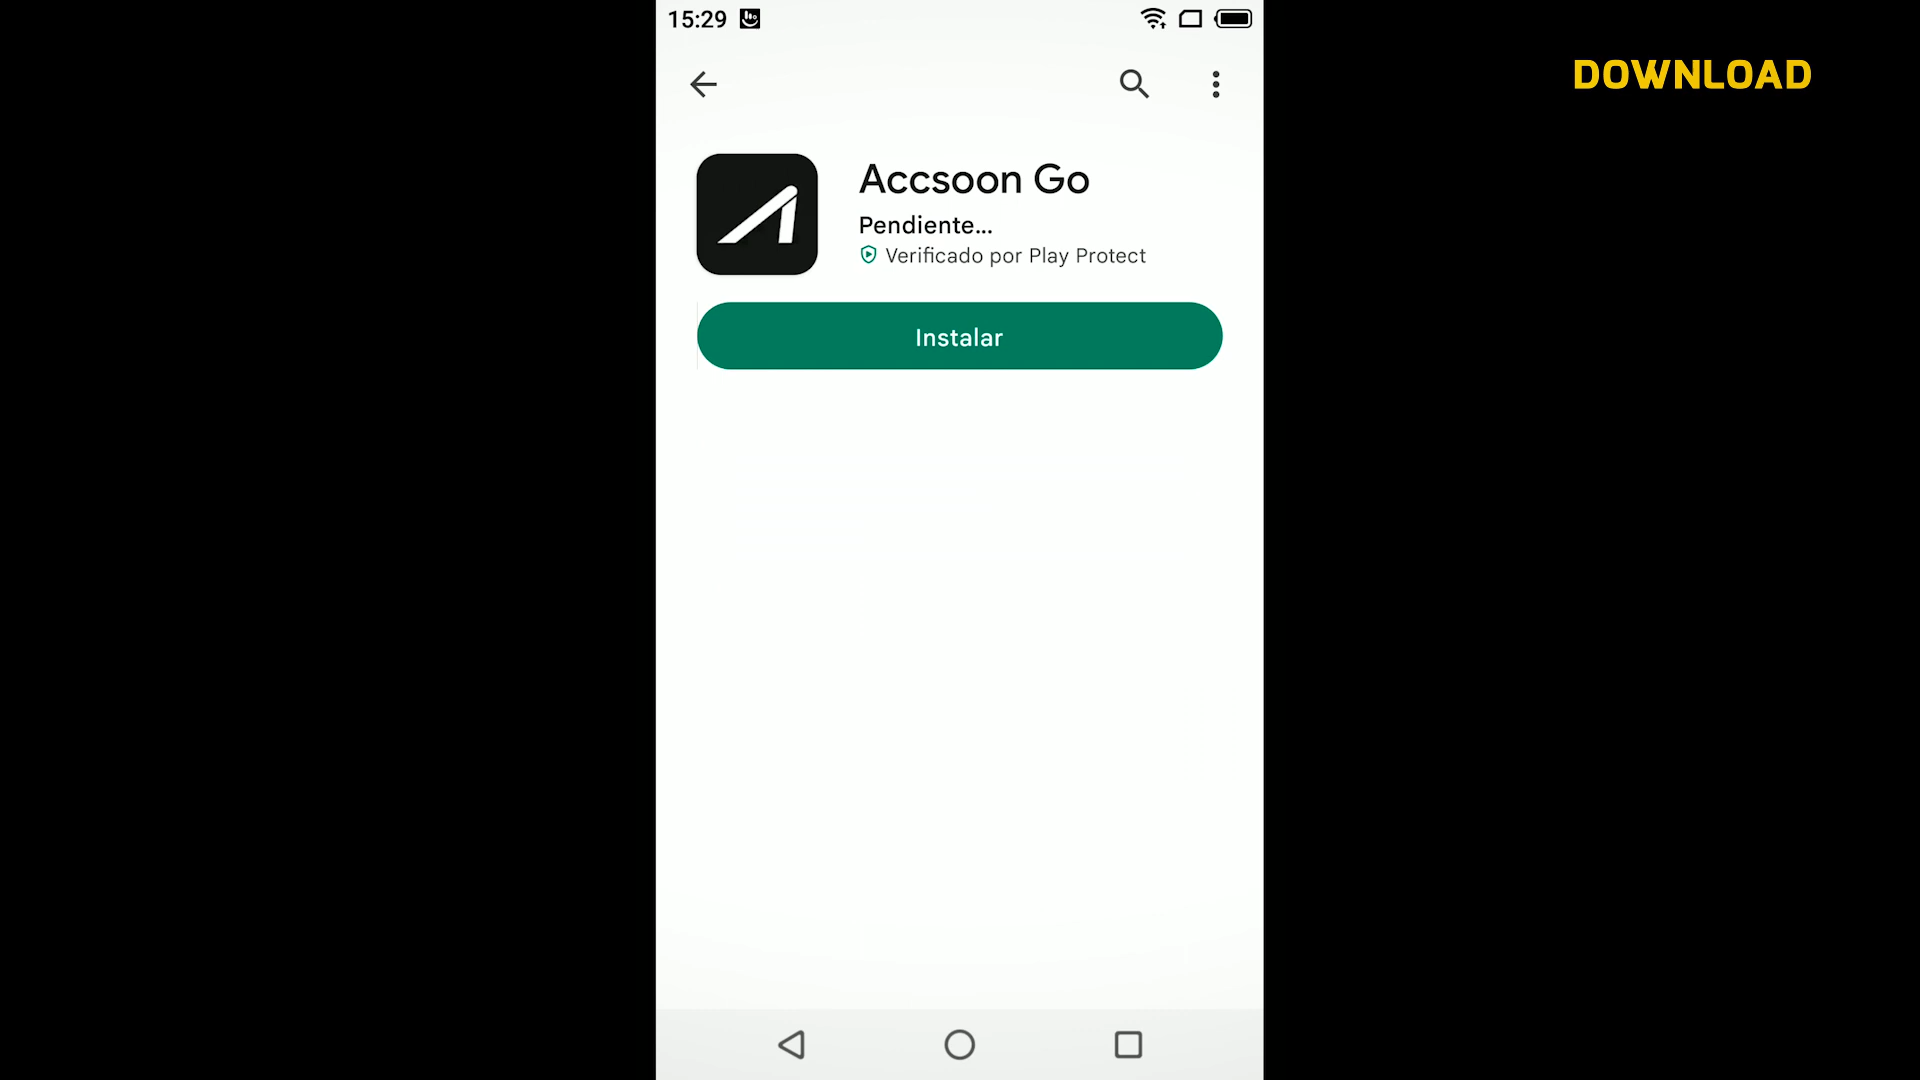 15:29
DOWNLOAD
Accsoon Go
Pendiente...
Verificado por Play Protect
Instalar